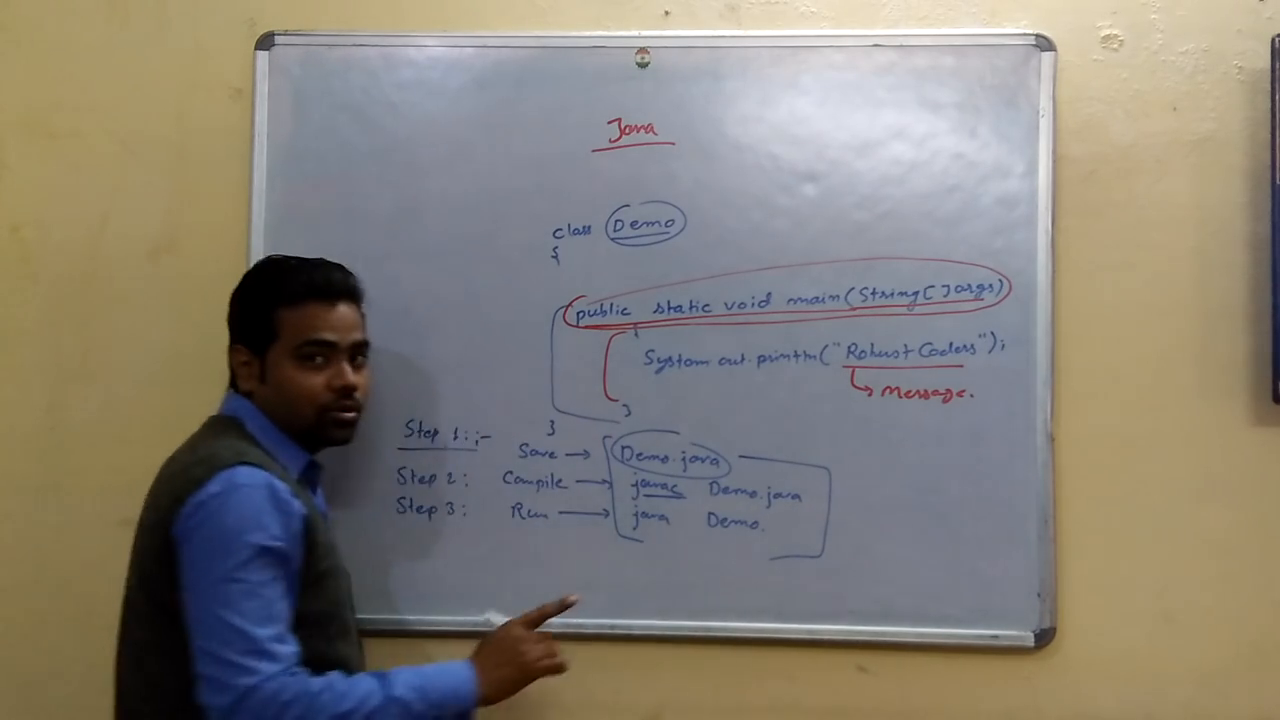 Java
class Demo
{
public static void main(String[]args)
{
System.out.println("Robust Coders");
Message.
}
}
Step 1:;-
Save → Demo.java
Step 2: Compile → javac Demo.java
Step 3: Run → java Demo.